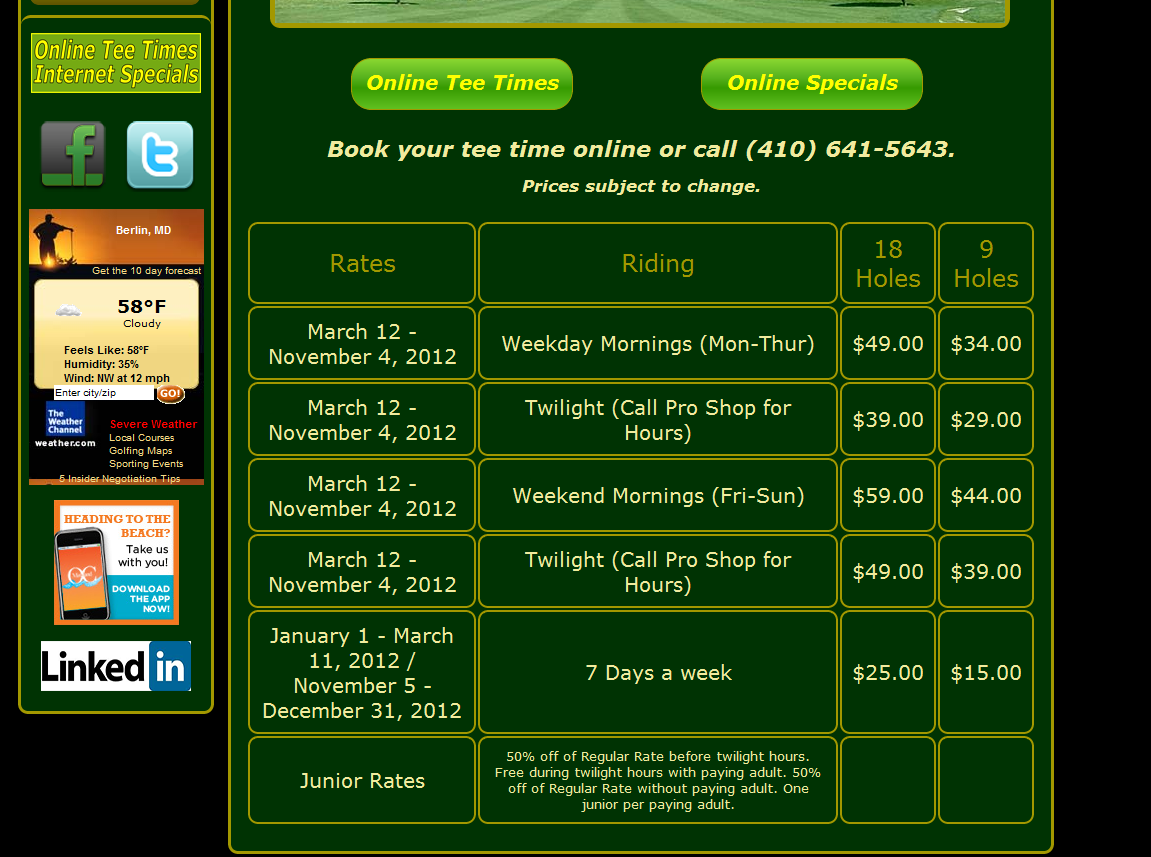 Online Tee Times
Internet Specials
f
t
Berlin, MD
Get the 10 day forecast
58°F
Cloudy
Feels Like: 58°F
Humidity: 35%
Wind: NW at 12 mph
Enter city/zip GO!
The
Weather
Channel
weather.com
Severe Weather
Local Courses
Golfing Maps
Sporting Events
5 Insider Negotiation Tips
HEADING TO THE
BEACH?
Take us
with you!
OC
DOWNLOAD
THE APP
NOW!
Linked in
Online Tee Times
Online Specials
Book your tee time online or call (410) 641-5643.
Prices subject to change.
Rates
Riding
18
Holes
9
Holes
March 12 -
November 4, 2012
Weekday Mornings (Mon-Thur)
$49.00
$34.00
March 12 -
November 4, 2012
Twilight (Call Pro Shop for
Hours)
$39.00
$29.00
March 12 -
November 4, 2012
Weekend Mornings (Fri-Sun)
$59.00
$44.00
March 12 -
November 4, 2012
Twilight (Call Pro Shop for
Hours)
$49.00
$39.00
January 1 - March
11, 2012 /
November 5 -
December 31, 2012
7 Days a week
$25.00
$15.00
Junior Rates
50% off of Regular Rate before twilight hours.
Free during twilight hours with paying adult. 50%
off of Regular Rate without paying adult. One
junior per paying adult.